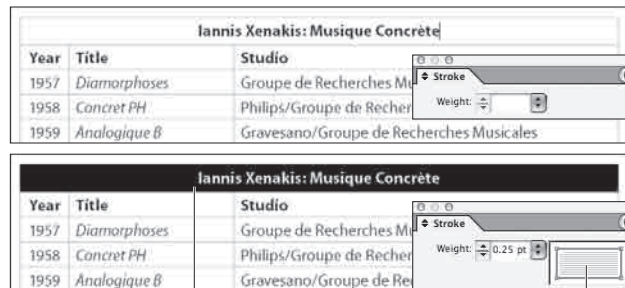 Iannis Xenakis: Musique Concrète
Year Title Studio
1957 Diamorphoses Groupe de Recherches Mu
Stroke
1958 Concret PH Philips/Groupe de Recher
Weight:
1959 Analogique B Gravesano/Groupe de Recherches Musicales
Iannis Xenakis: Musique Concrète
Year Title Studio
1957 Diamorphoses Groupe de Recherches Mu
Stroke
1958 Concret PH Philips/Groupe de Recher
Weight: 0.25 pt
1959 Analogique B Gravesano/Groupe de Re